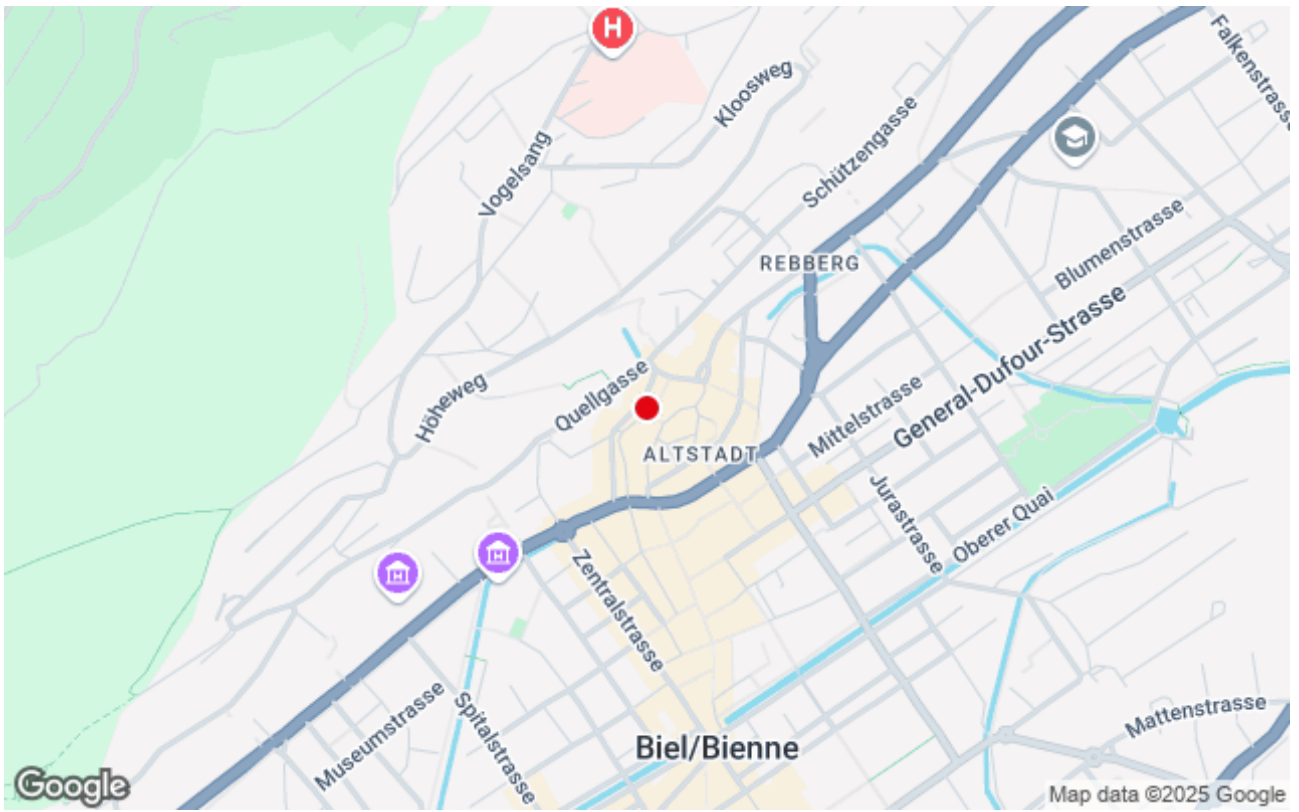 H
Falkenstrasse
Kloosweg
Vogelsang
Schützengasse
REBBERG
Blumenstrasse
General-Dufour-Strasse
Höheweg
Quellgasse
Mittelstrasse
ALTSTADT
Jurastrasse
Oberer Quai
Zentralstrasse
Museumstrasse
Spitalstrasse
Mattenstrasse
Biel/Bienne
Google
Map data ©2025 Google